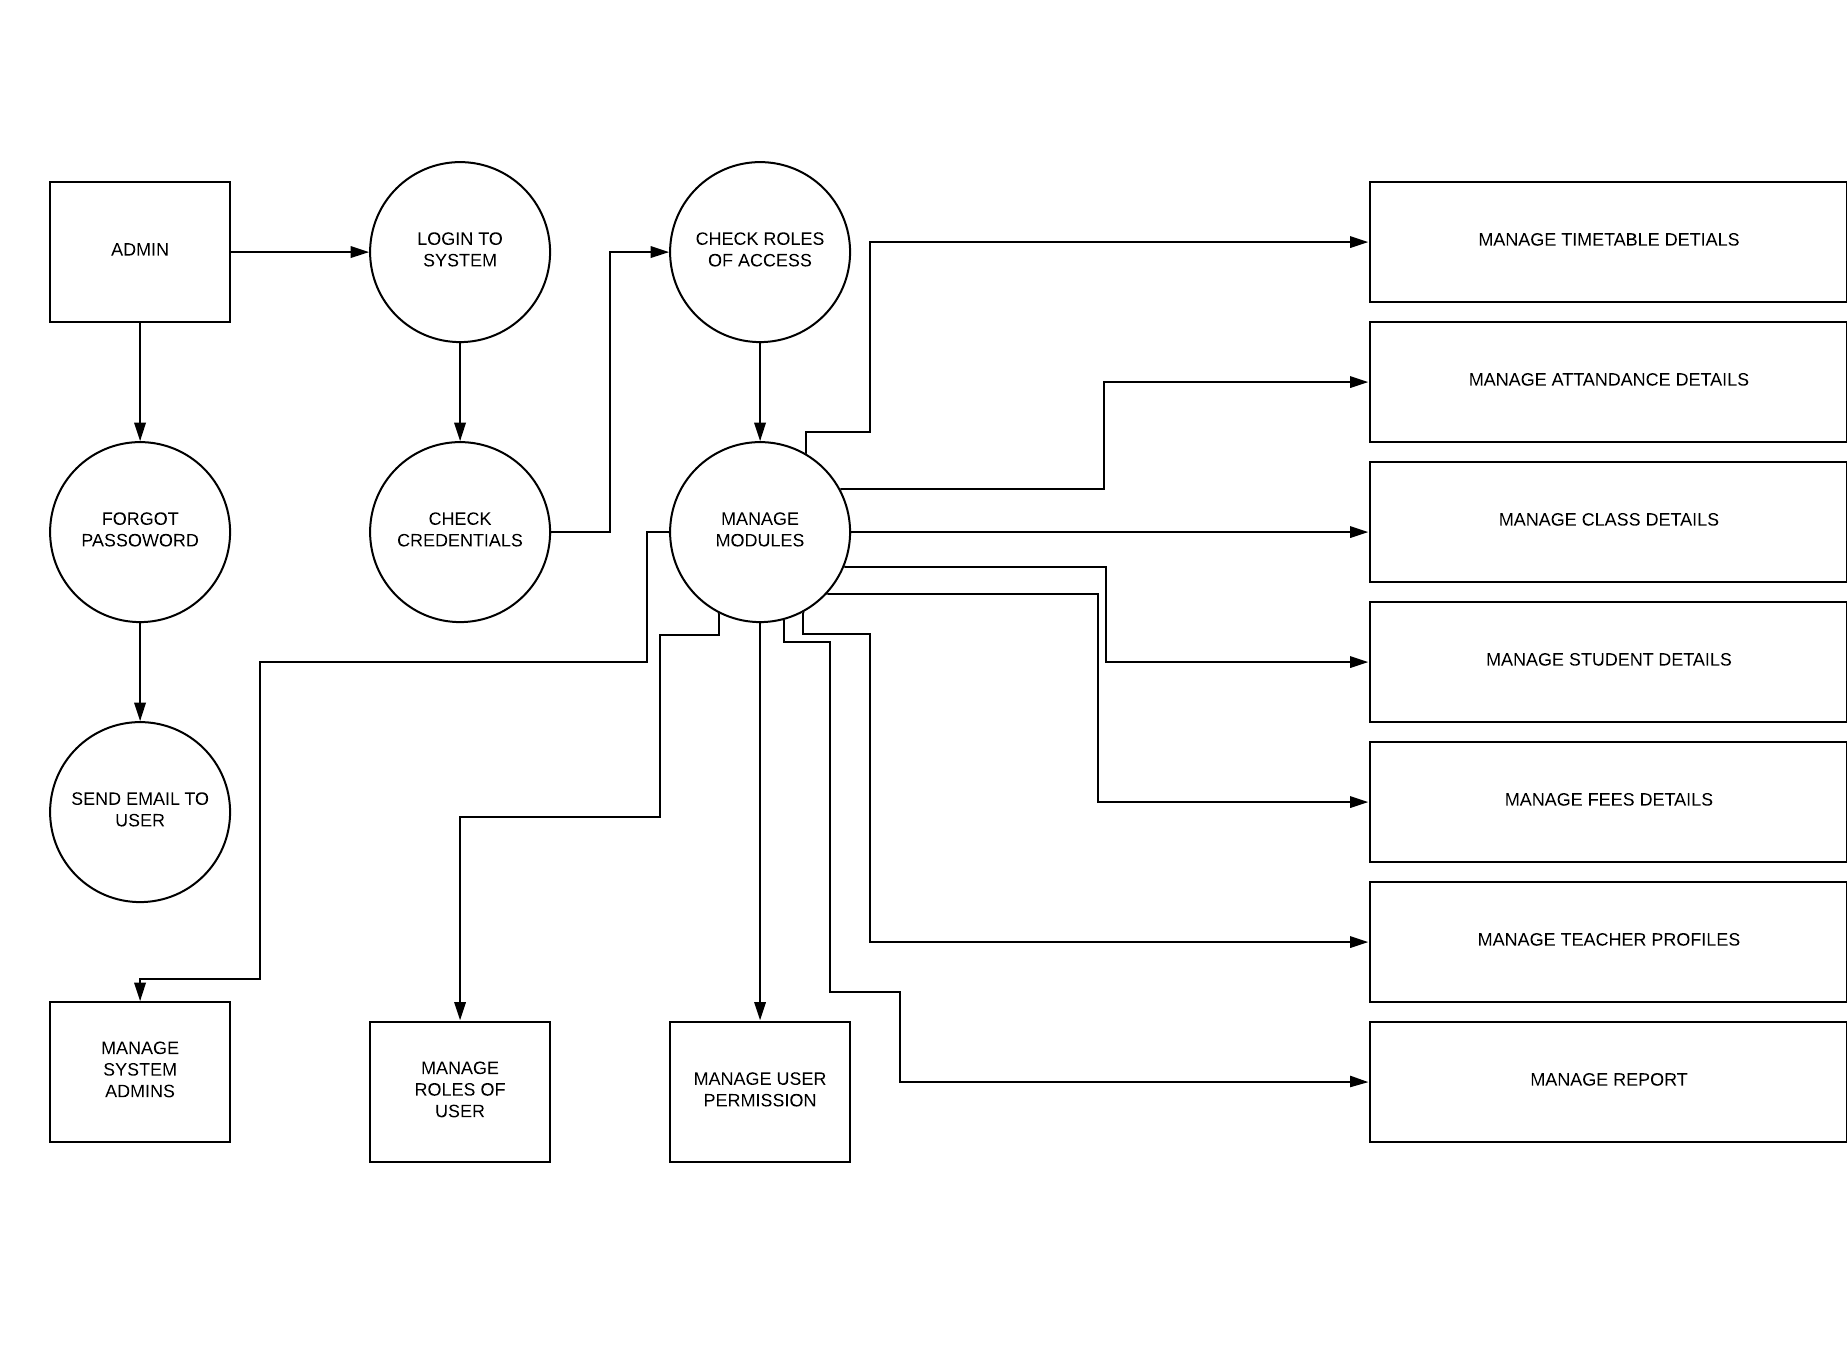 ADMIN
LOGIN TO
SYSTEM
CHECK ROLES
OF ACCESS
MANAGE TIMETABLE DETIALS
MANAGE ATTANDANCE DETAILS
FORGOT
PASSOWORD
CHECK
CREDENTIALS
MANAGE
MODULES
MANAGE CLASS DETAILS
MANAGE STUDENT DETAILS
SEND EMAIL TO
USER
MANAGE FEES DETAILS
MANAGE TEACHER PROFILES
MANAGE
SYSTEM
ADMINS
MANAGE
ROLES OF
USER
MANAGE USER
PERMISSION
MANAGE REPORT